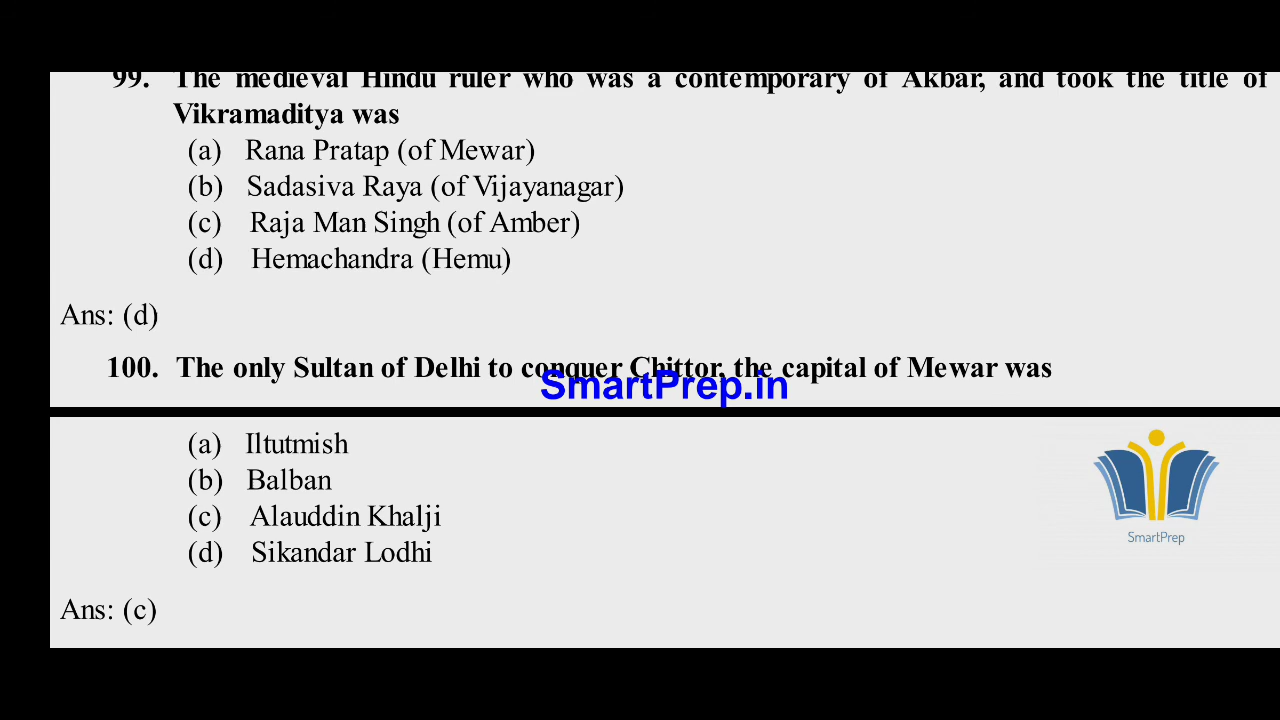 99. The medieval Hindu ruler who was a contemporary of Akbar, and took the title of
Vikramaditya was
(a) Rana Pratap (of Mewar)
(b) Sadasiva Raya (of Vijayanagar)
(c) Raja Man Singh (of Amber)
(d) Hemachandra (Hemu)
Ans: (d)
100. The only Sultan of Delhi to conquer Chittor, the capital of Mewar was
SmartPrep.in
(a) Iltutmish
(b) Balban
(c) Alauddin Khalji
(d) Sikandar Lodhi
SmartPrep
Ans: (c)